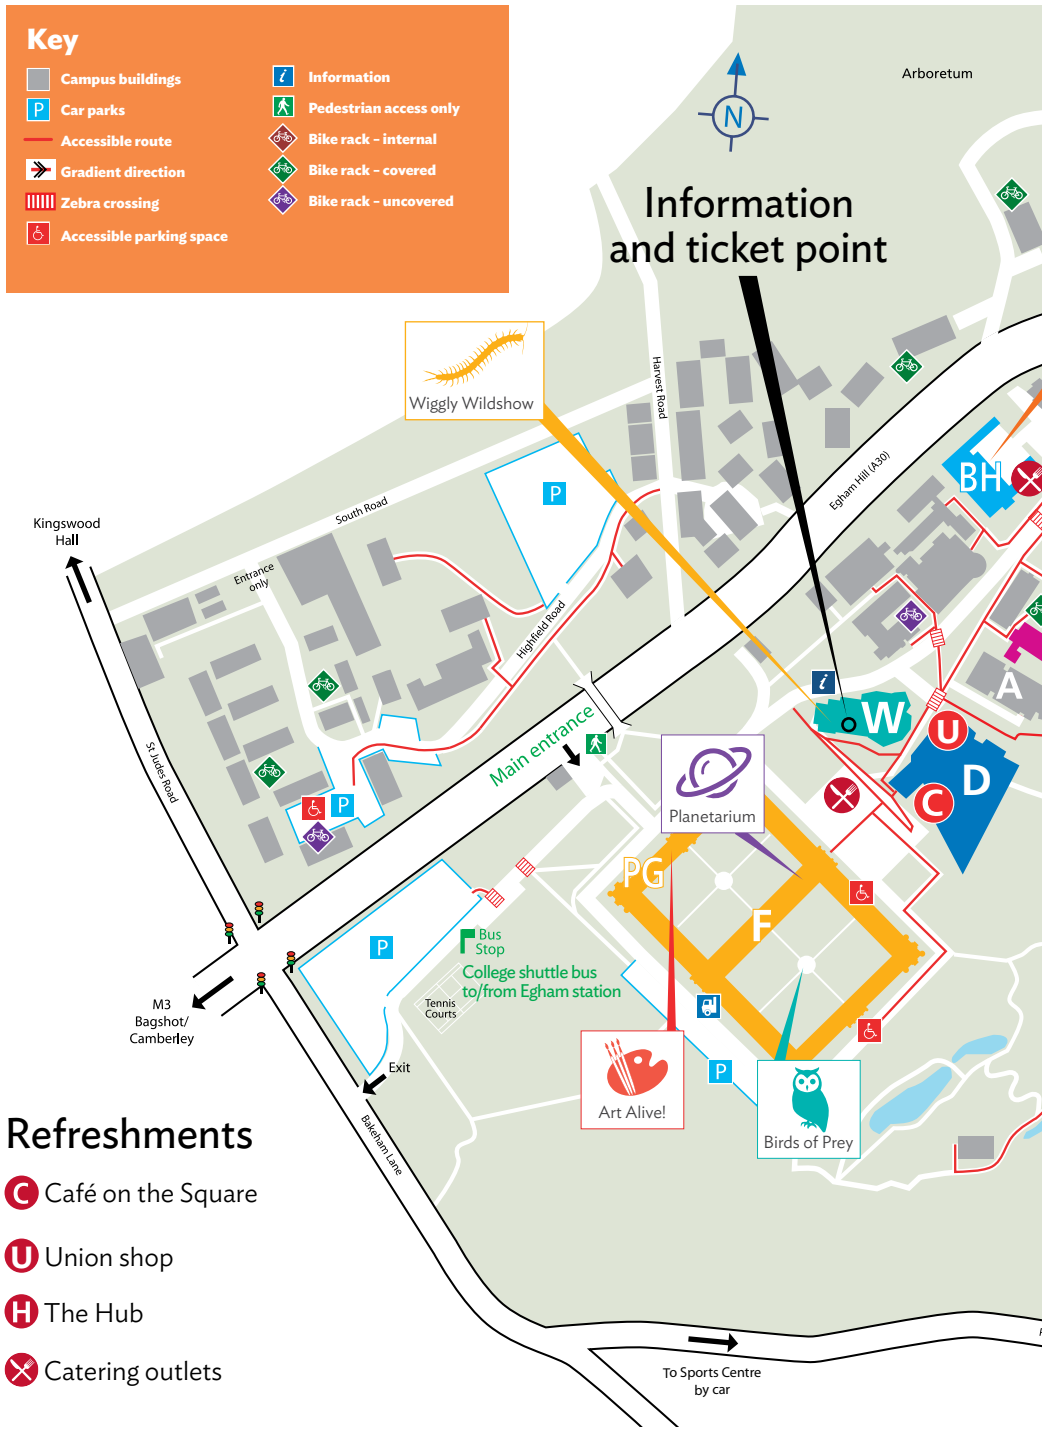 Key
Campus buildings
Car parks
Accessible route
Gradient direction
Zebra crossing
Accessible parking space
Information
Pedestrian access only
Bike rack – internal
Bike rack – covered
Bike rack – uncovered
P
i
N
Arboretum
Information
and ticket point
Wiggly Wildshow
Harvest Road
Egham Hill (A30)
BH
P
South Road
Kingswood
Hall
Entrance
only
Highfield Road
i
W
A
U
D
C
Main entrance
St Judes Road
P
Planetarium
PG
F
P
Bus
Stop
College shuttle bus
to/from Egham station
Tennis
Courts
M3
Bagshot/
Camberley
Exit
P
Art Alive!
Birds of Prey
Bakeham Lane
Refreshments
C Café on the Square
U Union shop
H The Hub
Catering outlets
To Sports Centre
by car